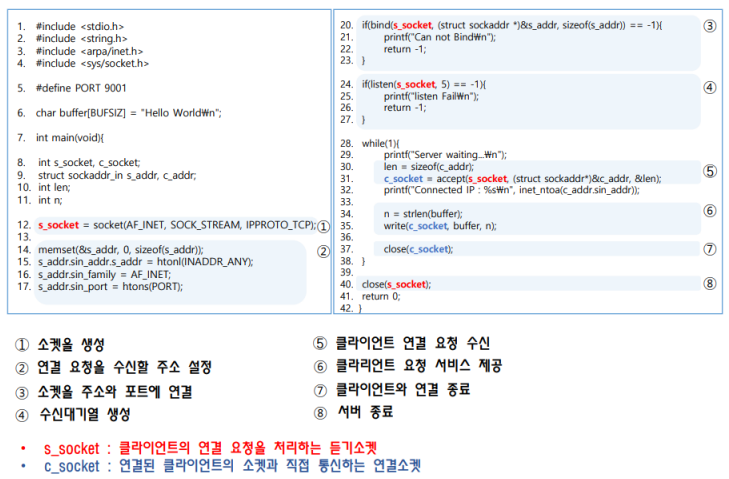 1. #include <stdio.h>
2. #include <string.h>
3. #include <arpa/inet.h>
4. #include <sys/socket.h>
5. #define PORT 9001
6. char buffer[BUFSIZ] = "Hello World₩n";
7. int main(void){
8. int s_socket, c_socket;
9. struct sockaddr_in s_addr, c_addr;
10. int len;
11. int n;
12. s_socket = socket(AF_INET, SOCK_STREAM, IPPROTO_TCP);①
13.
14. memset(&s_addr, 0, sizeof(s_addr)); ②
15. s_addr.sin_addr.s_addr = htonl(INADDR_ANY);
16. s_addr.sin_family = AF_INET;
17. s_addr.sin_port = htons(PORT);
20. if(bind(s_socket, (struct sockaddr *)&s_addr, sizeof(s_addr)) == -1){ ③
21. printf("Can not Bind₩n");
22. return -1;
23. }
24. if(listen(s_socket, 5) == -1){ ④
25. printf("listen Fail₩n");
26. return -1;
27. }
28. while(1){
29. printf("Server waiting...₩n");
30. len = sizeof(c_addr); ⑤
31. c_socket = accept(s_socket, (struct sockaddr*)&c_addr, &len);
32. printf("Connected IP : %s₩n", inet_ntoa(c_addr.sin_addr));
33.
34. n = strlen(buffer); ⑥
35. write(c_socket, buffer, n);
36.
37. close(c_socket); ⑦
38. }
39.
40. close(s_socket); ⑧
41. return 0;
42. }
① 소켓을 생성
② 연결 요청을 수신할 주소 설정
③ 소켓을 주소와 포트에 연결
④ 수신대기열 생성
⑤ 클라이언트 연결 요청 수신
⑥ 클라리언트 요청 서비스 제공
⑦ 클라이언트와 연결 종료
⑧ 서버 종료
• s_socket : 클라이언트의 연결 요청을 처리하는 듣기소켓
• c_socket : 연결된 클라이언트의 소켓과 직접 통신하는 연결소켓